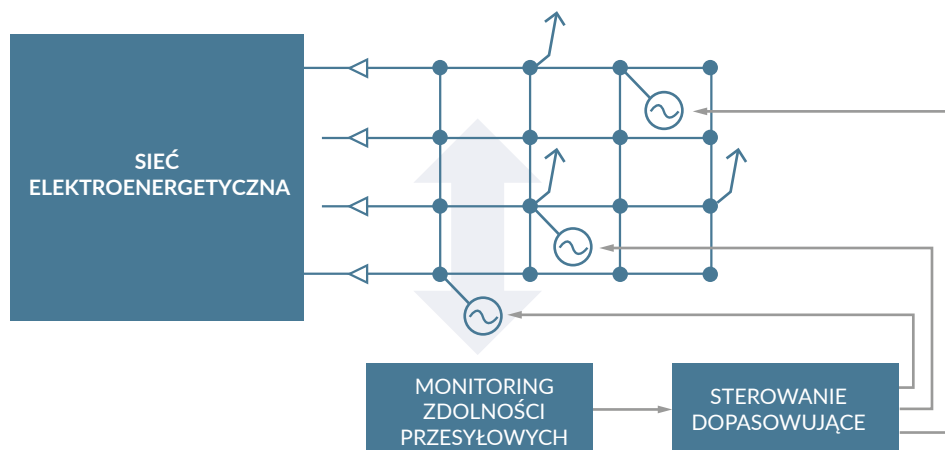 SIEĆ
ELEKTROENERGETYCZNA
MONITORING
ZDOLNOŚCI
PRZESYŁOWYCH
STEROWANIE
DOPASOWUJĄCE